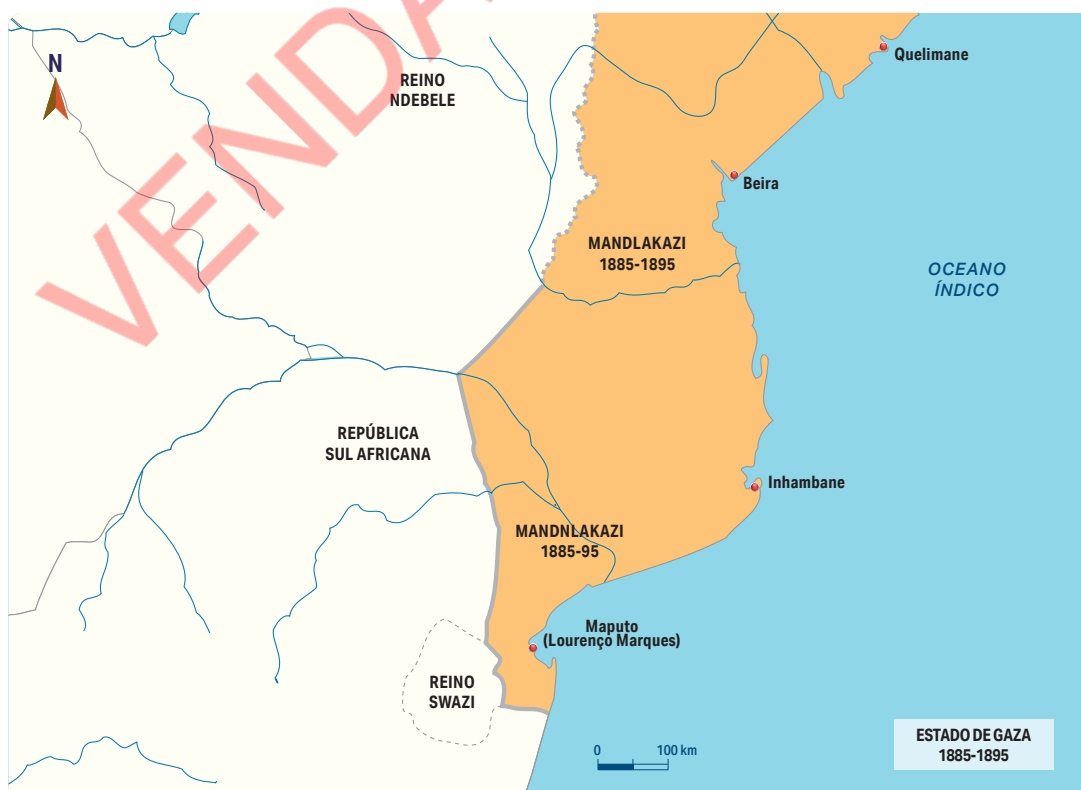 VENDA
N
REINO
NDEBELE
Quelimane
Beira
MANDLAKAZI
1885-1895
OCEANO
ÍNDICO
REPÚBLICA
SUL AFRICANA
Inhambane
MANDNLAKAZI
1885-95
Maputo
(Lourenço Marques)
REINO
SWAZI
0 100 km
ESTADO DE GAZA
1885-1895